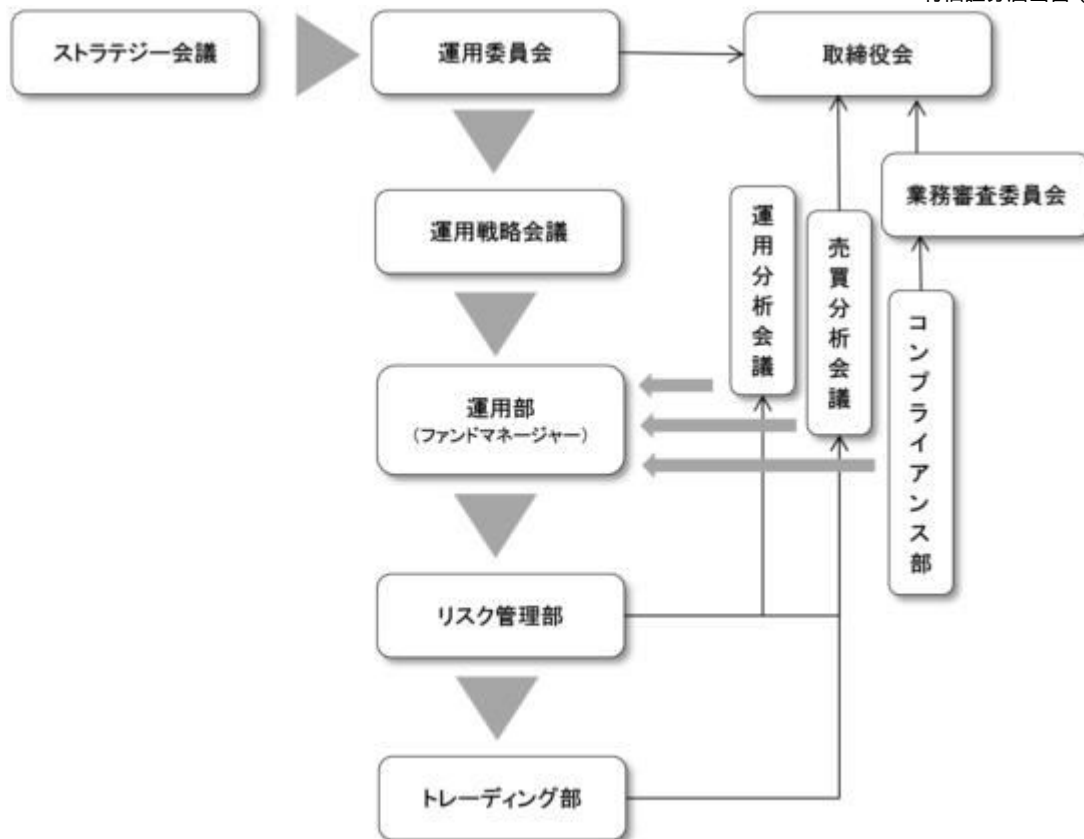 ストラテジー会議
運用委員会
取締役会
業務審査委員会
運用戦略会議
運用分析会議
売買分析会議
コンプライアンス部
運用部
（ファンドマネージャー）
リスク管理部
トレーディング部